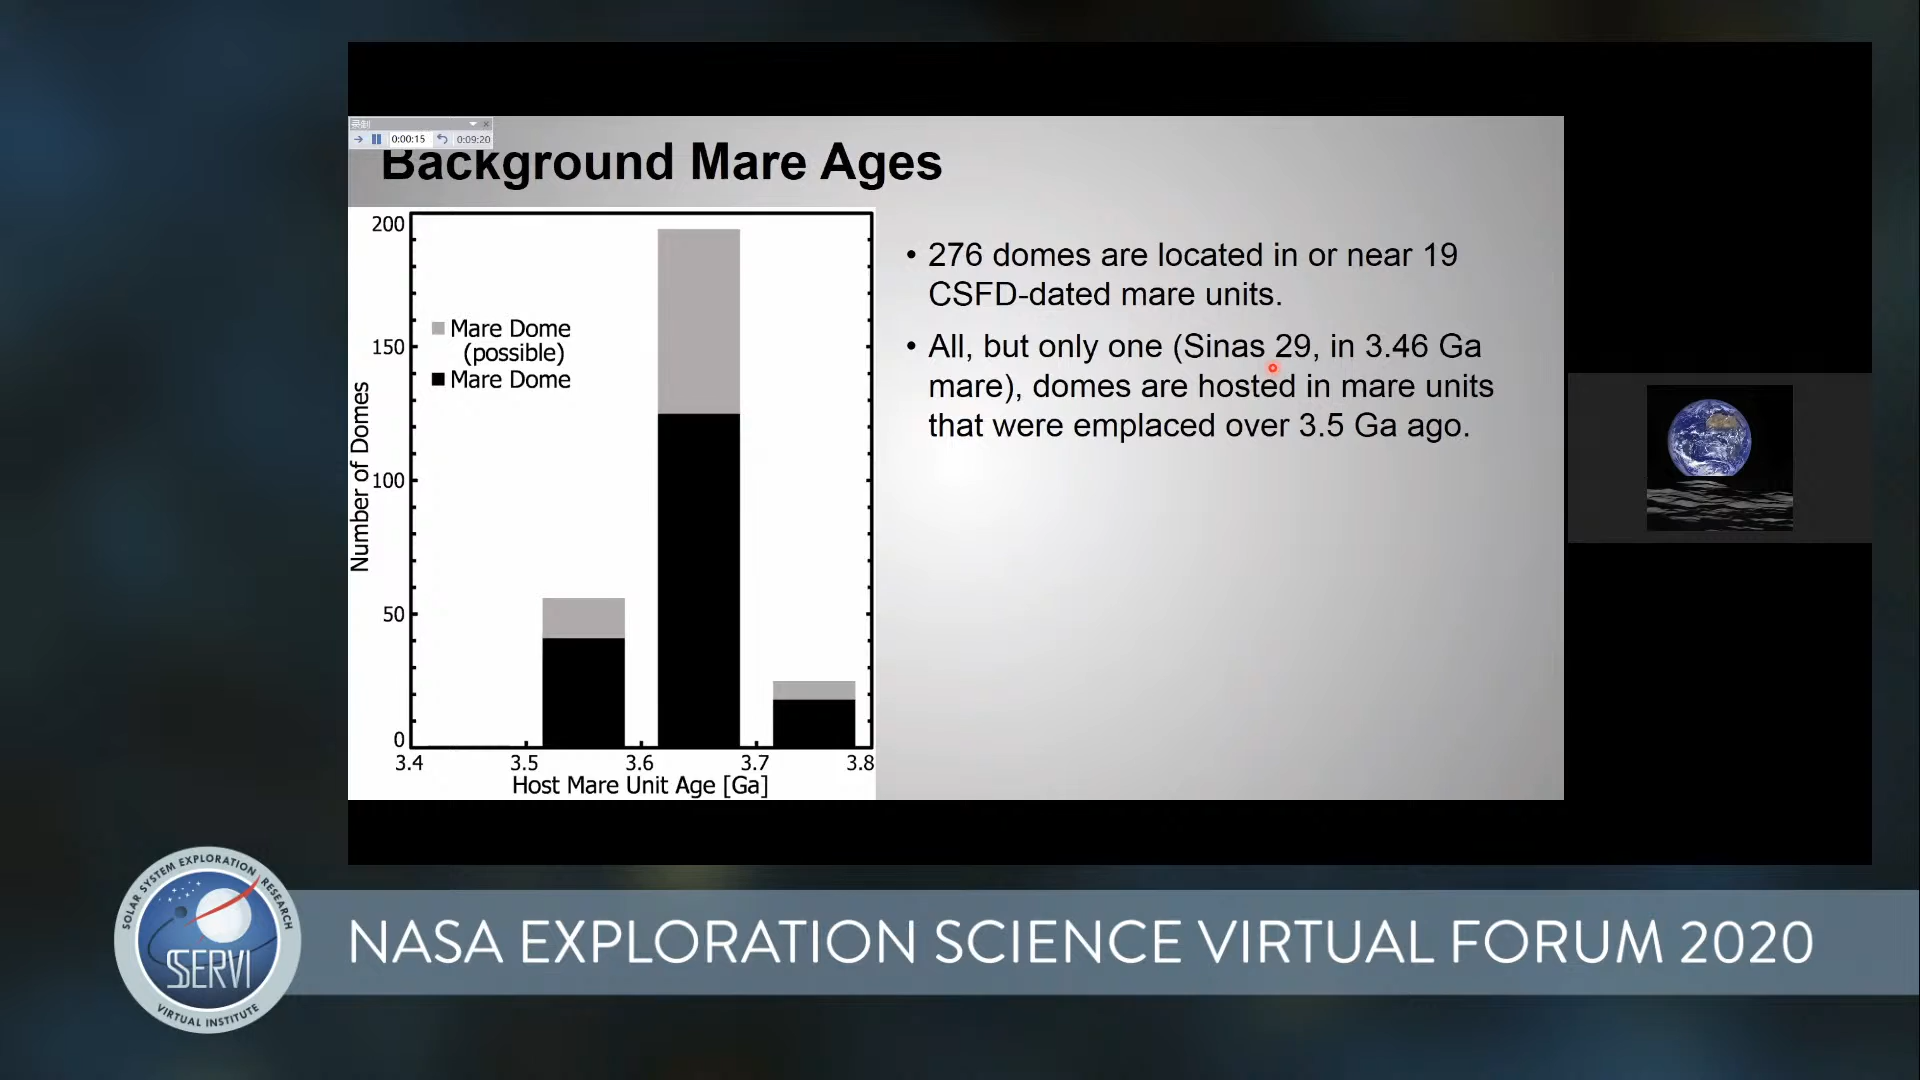 录制
0:00:15 0:09:20
Background Mare Ages
200
150
100
50
0
Number of Domes
Mare Dome
(possible)
Mare Dome
3.4 3.5 3.6 3.7 3.8
Host Mare Unit Age [Ga]
• 276 domes are located in or near 19
CSFD-dated mare units.
• All, but only one (Sinas 29, in 3.46 Ga
mare), domes are hosted in mare units
that were emplaced over 3.5 Ga ago.
SOLAR SYSTEM EXPLORATION RESEARCH
SSERVI
VIRTUAL INSTITUTE
NASA EXPLORATION SCIENCE VIRTUAL FORUM 2020